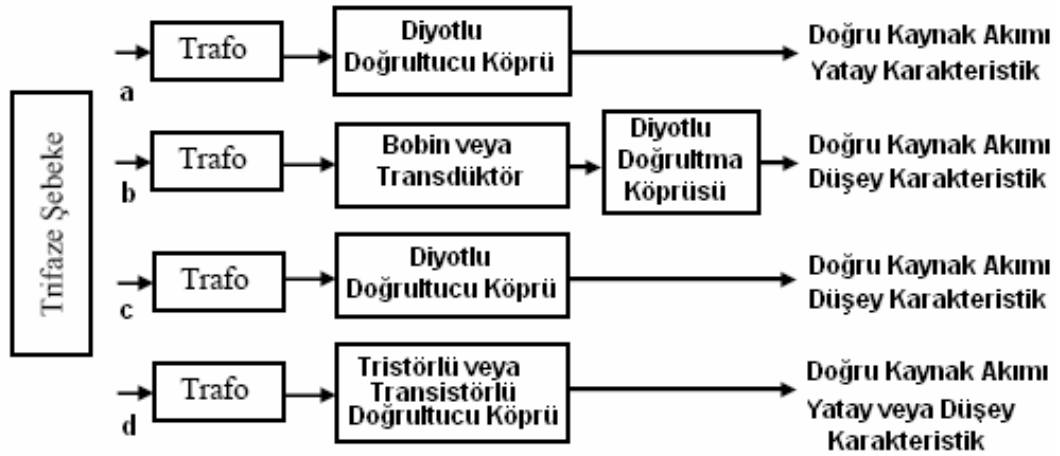 Trifaze Şebeke
a
Trafo
Diyotlu
Doğrultucu Köprü
Doğru Kaynak Akımı
Yatay Karakteristik
b
Trafo
Bobin veya
Transdüktör
Diyotlu
Doğrultma
Köprüsü
Doğru Kaynak Akımı
Düşey Karakteristik
c
Trafo
Diyotlu
Doğrultucu Köprü
Doğru Kaynak Akımı
Düşey Karakteristik
d
Trafo
Tristörlü veya
Transistörlü
Doğrultucu Köprü
Doğru Kaynak Akımı
Yatay veya Düşey
Karakteristik